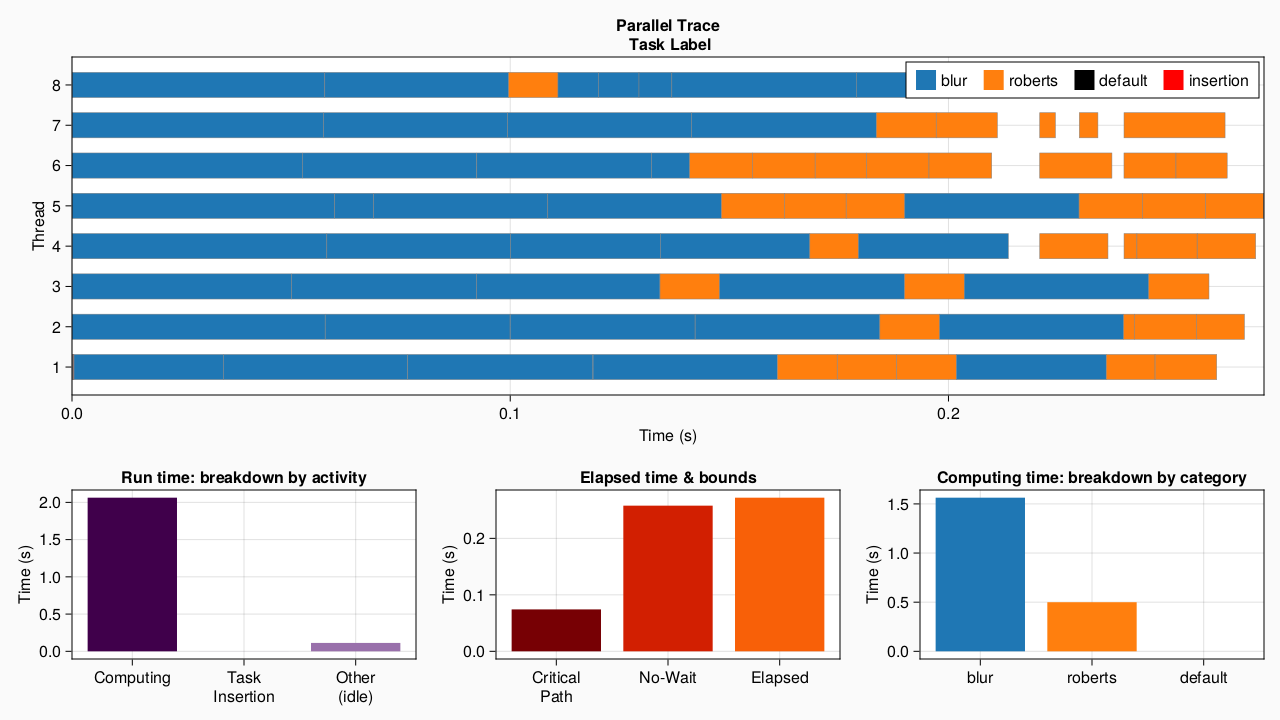 Parallel Trace
Task Label
blur roberts default insertion
8
7
6
5
4
3
2
1
Thread
0.0 0.1 0.2
Time (s)
Run time: breakdown by activity
2.0
1.5
1.0
0.5
0.0
Time (s)
Computing Task Insertion Other (idle)
Elapsed time & bounds
0.2
0.1
0.0
Time (s)
Critical Path No-Wait Elapsed
Computing time: breakdown by category
1.5
1.0
0.5
0.0
Time (s)
blur roberts default